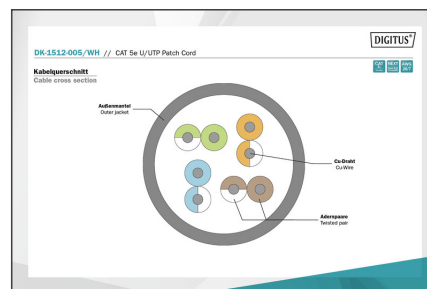 DIGITUS®
DK-1512-005/WH // CAT 5e U/UTP Patch Cord
Kabelquerschnitt
Cable cross section
Außenmantel
Outer jacket
Cu-Draht
Cu-Wire
Aderspaare
Twisted pair